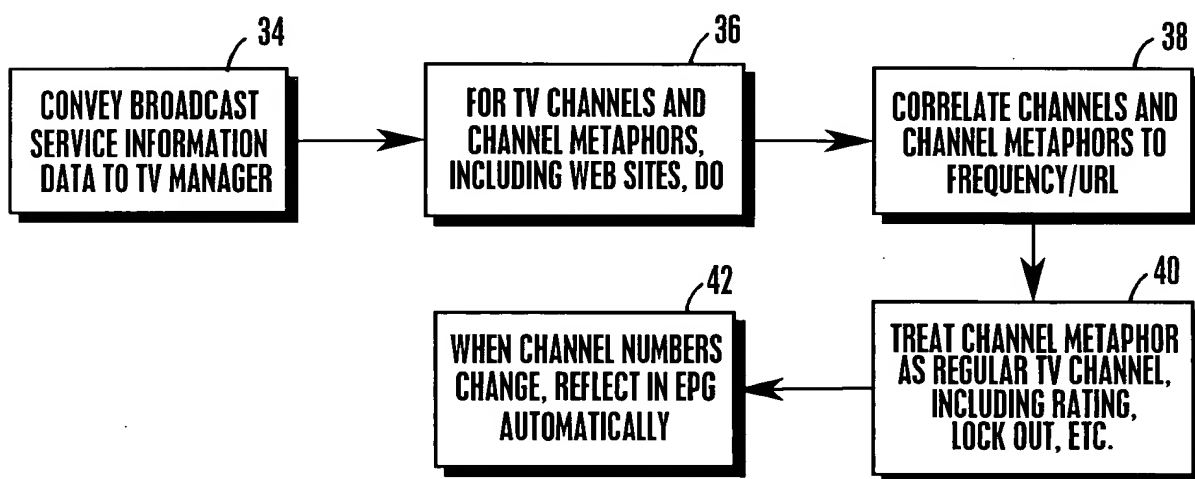 34
CONVEY BROADCAST
SERVICE INFORMATION
DATA TO TV MANAGER
36
FOR TV CHANNELS AND
CHANNEL METAPHORS,
INCLUDING WEB SITES, DO
38
CORRELATE CHANNELS AND
CHANNEL METAPHORS TO
FREQUENCY/URL
40
TREAT CHANNEL METAPHOR
AS REGULAR TV CHANNEL,
INCLUDING RATING,
LOCK OUT, ETC.
42
WHEN CHANNEL NUMBERS
CHANGE, REFLECT IN EPG
AUTOMATICALLY